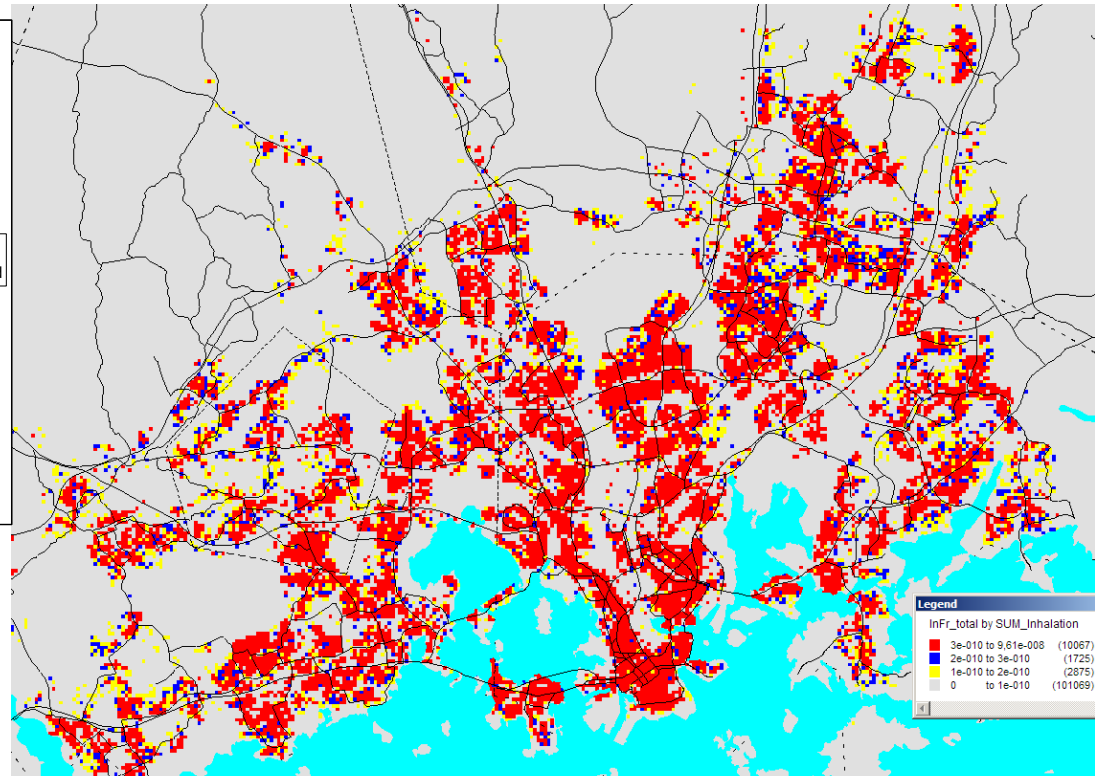 Legend
InFr_total by SUM_Inhalation
3e-010 to 9,61e-008 (10067)
2e-010 to 3e-010 (1725)
1e-010 to 2e-010 (2875)
0 to 1e-010 (101069)